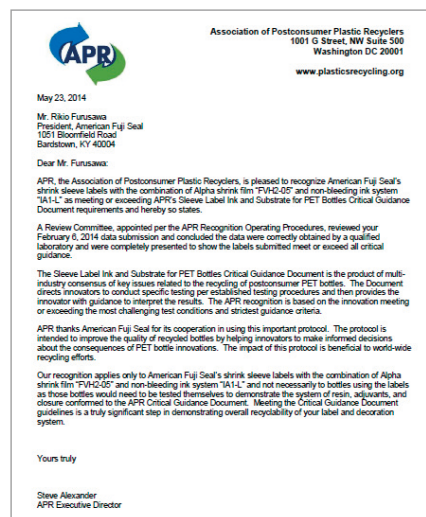 APR
Association of Postconsumer Plastic Recyclers
1001 G Street, NW Suite 500
Washington DC 20001
www.plasticsrecycling.org
May 23, 2014
Mr. Rikio Furusawa
President, American Fuji Seal
1051 Bloomfield Road
Bardstown, KY 40004
Dear Mr. Furusawa:
APR, the Association of Postconsumer Plastic Recyclers, is pleased to recognize American Fuji Seal's
shrink sleeve labels with the combination of Alpha shrink film "FVH2-05" and non-bleeding ink system
"IA1-L" as meeting or exceeding APR's Sleeve Label Ink and Substrate for PET Bottles Critical Guidance
Document requirements and hereby so states.
A Review Committee, appointed per the APR Recognition Operating Procedures, reviewed your
February 6, 2014 data submission and concluded the data were correctly obtained by a qualified
laboratory and were completely presented to show the labels submitted meet or exceed all critical
guidance.
The Sleeve Label Ink and Substrate for PET Bottles Critical Guidance Document is the product of multi-
industry consensus of key issues related to the recycling of postconsumer PET bottles. The Document
directs innovators to conduct specific testing per established testing procedures and then provides the
innovator with guidance to interpret the results. The APR recognition is based on the innovation meeting
or exceeding the most challenging test conditions and strictest guidance criteria.
APR thanks American Fuji Seal for its cooperation in using this important protocol. The protocol is
intended to improve the quality of recycled bottles by helping innovators to make informed decisions
about the consequences of PET bottle innovations. The impact of this protocol is beneficial to world-wide
recycling efforts.
Our recognition applies only to American Fuji Seal's shrink sleeve labels with the combination of Alpha
shrink film "FVH2-05" and non-bleeding ink system "IA1-L" and not necessarily to bottles using the labels
as those bottles would need to be tested themselves to demonstrate the system of resin, adjuvants, and
closure conformed to the APR Critical Guidance Document. Meeting the Critical Guidance Document
guidelines is a truly significant step in demonstrating overall recyclability of your label and decoration
system.
Yours truly
Steve Alexander
APR Executive Director